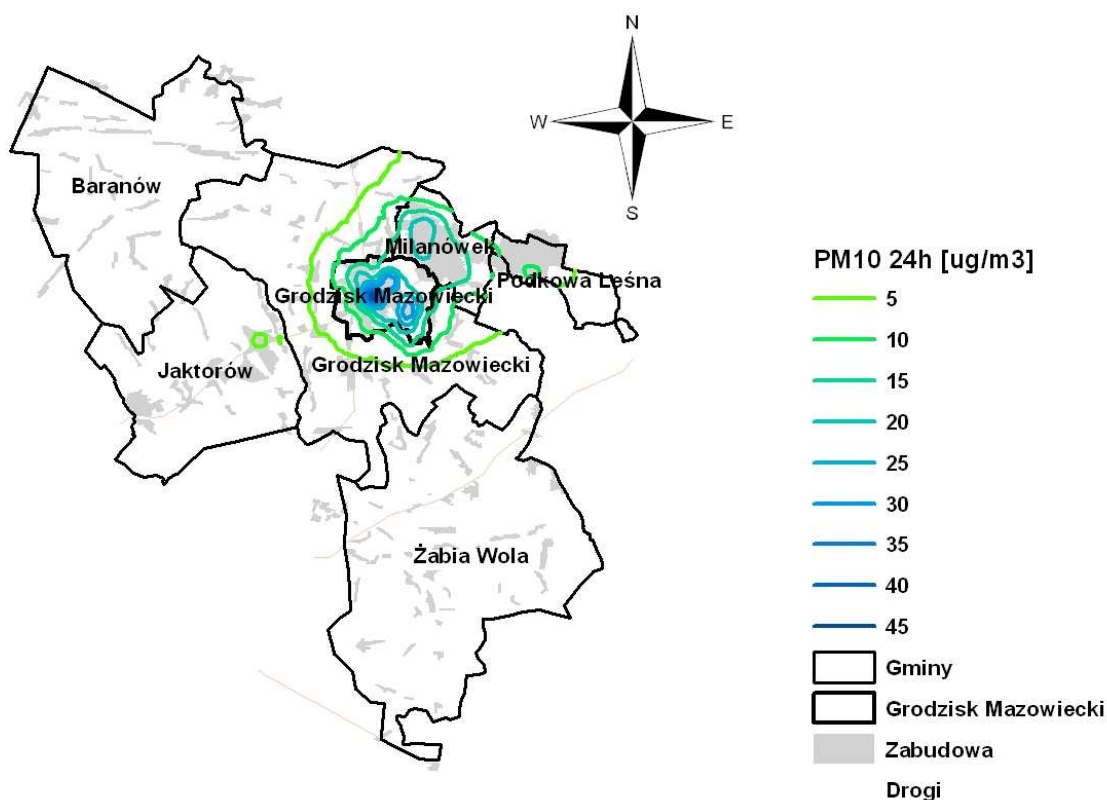 N
W
E
S
Baranów
Milanówek
Podkowa Leśna
Grodzisk Mazowiecki
Jaktorów
Grodzisk Mazowiecki
Żabia Wola
PM10 24h [ug/m3]
5
10
15
20
25
30
35
40
45
Gminy
Grodzisk Mazowiecki
Zabudowa
Drogi